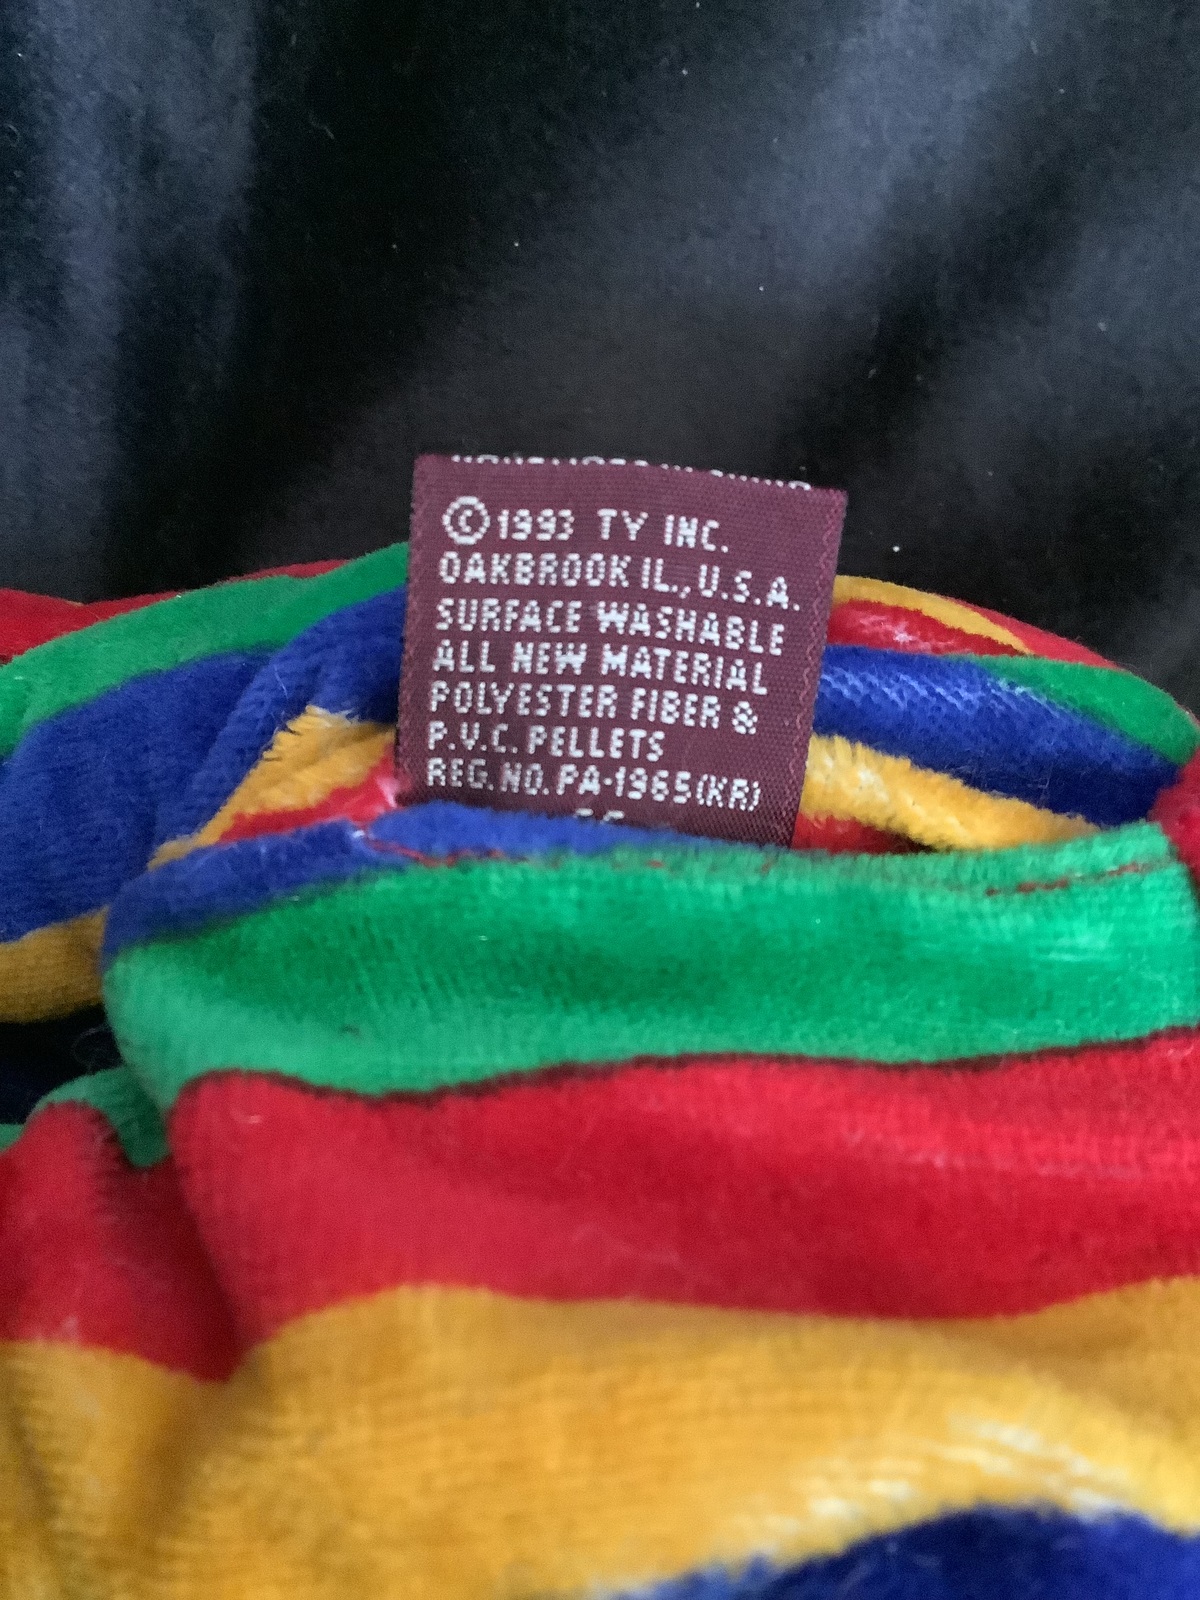 © 1993 TY INC.
OAKBROOK IL., U.S.A.
SURFACE WASHABLE
ALL NEW MATERIAL
POLYESTER FIBER &
P.V.C. PELLETS
REG. NO. PA-1965(KR)